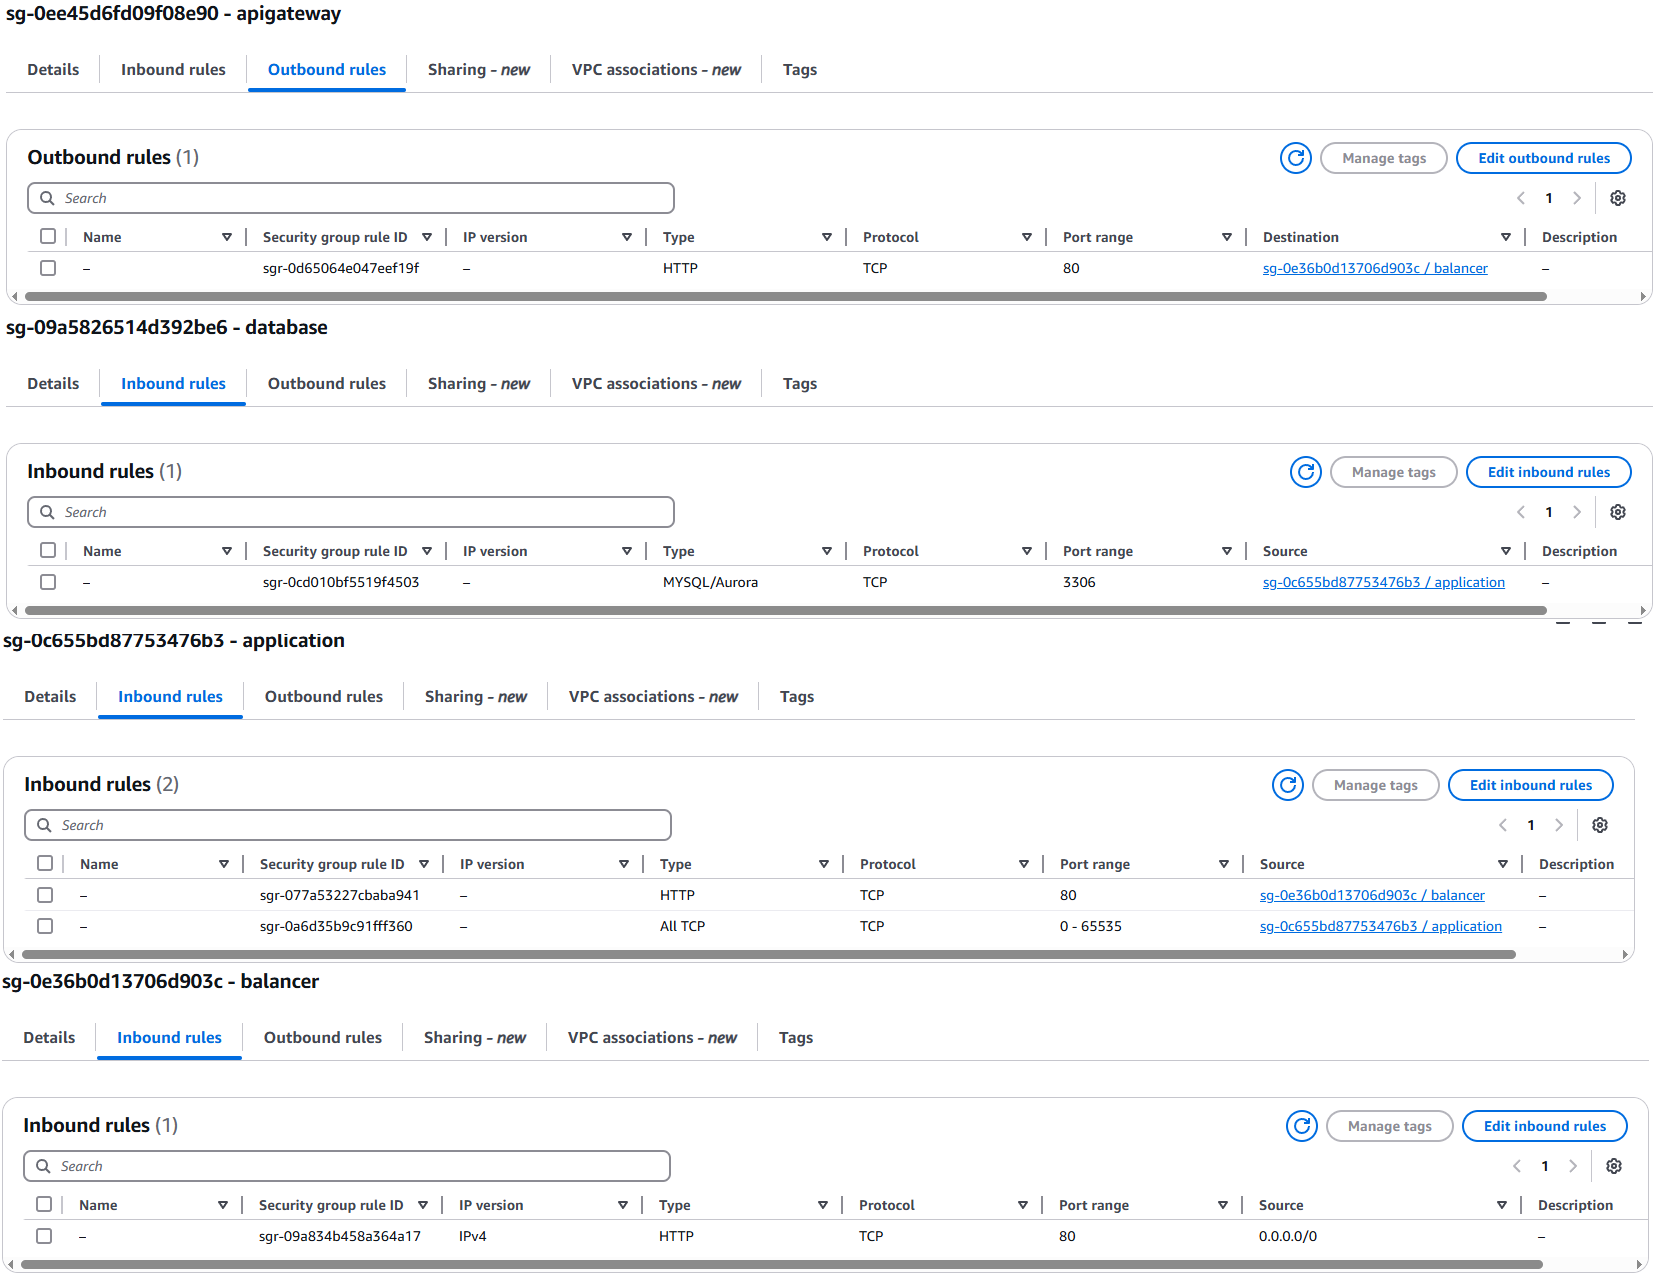 sg-0ee45d6fd09f08e90 - apigateway
Details Inbound rules Outbound rules Sharing - new VPC associations - new Tags
Outbound rules (1) Manage tags Edit outbound rules
Search 1
Name Security group rule ID IP version Type Protocol Port range Destination Description
– sgr-0d65064e047eef19f – HTTP TCP 80 sg-0e36b0d13706d903c / balancer –
sg-09a5826514d392be6 - database
Details Inbound rules Outbound rules Sharing - new VPC associations - new Tags
Inbound rules (1) Manage tags Edit inbound rules
Search 1
Name Security group rule ID IP version Type Protocol Port range Source Description
– sgr-0cd010bf5519f4503 – MYSQL/Aurora TCP 3306 sg-0c655bd87753476b3 / application –
sg-0c655bd87753476b3 - application
Details Inbound rules Outbound rules Sharing - new VPC associations - new Tags
Inbound rules (2) Manage tags Edit inbound rules
Search 1
Name Security group rule ID IP version Type Protocol Port range Source Description
– sgr-077a53227cbaba941 – HTTP TCP 80 sg-0e36b0d13706d903c / balancer –
– sgr-0a6d35b9c91fff360 – All TCP TCP 0 - 65535 sg-0c655bd87753476b3 / application –
sg-0e36b0d13706d903c - balancer
Details Inbound rules Outbound rules Sharing - new VPC associations - new Tags
Inbound rules (1) Manage tags Edit inbound rules
Search 1
Name Security group rule ID IP version Type Protocol Port range Source Description
– sgr-09a834b458a364a17 IPv4 HTTP TCP 80 0.0.0.0/0 –